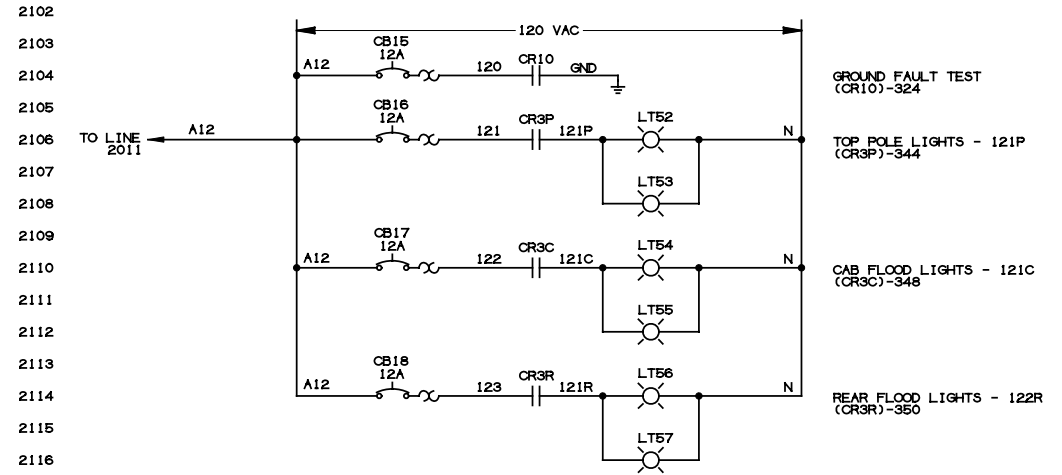 2102
120 VAC
2103
CB15
12A
A12
120
CR10
GND
2104
GROUND FAULT TEST
(CR10)-324
2105
CB16
12A
TO LINE
2011
A12
121
CR3P
121P
LT52
N
2106
TOP POLE LIGHTS - 121P
(CR3P)-344
2107
LT53
2108
2109
CB17
12A
A12
122
CR3C
121C
LT54
N
2110
CAB FLOOD LIGHTS - 121C
(CR3C)-348
2111
LT55
2112
2113
CB18
12A
A12
123
CR3R
121R
LT56
N
2114
REAR FLOOD LIGHTS - 122R
(CR3R)-350
2115
LT57
2116